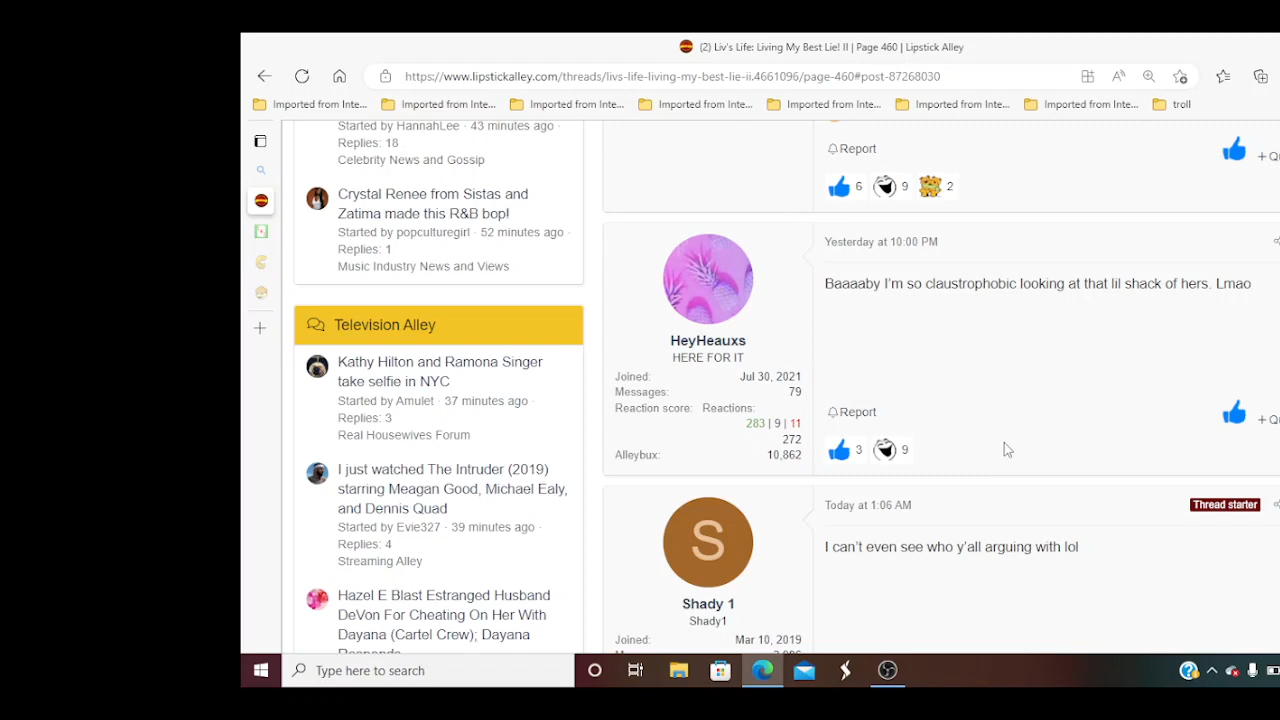 (2) Liv's Life: Living My Best Lie! II | Page 460 | Lipstick Alley
https://www.lipstickalley.com/threads/livs-life-living-my-best-lie-ii.4661096/page-460#post-87268030
Imported from Inte...
Imported from Inte...
Imported from Inte...
Imported from Inte...
Imported from Inte...
Imported from Inte...
Imported from Inte...
troll
Started by HannahLee · 43 minutes ago ·
Replies: 18
Celebrity News and Gossip
Crystal Renee from Sistas and
Zatima made this R&B bop!
Started by popculturegirl · 52 minutes ago ·
Replies: 1
Music Industry News and Views
Television Alley
Kathy Hilton and Ramona Singer
take selfie in NYC
Started by Amulet · 37 minutes ago ·
Replies: 3
Real Housewives Forum
I just watched The Intruder (2019)
starring Meagan Good, Michael Ealy,
and Dennis Quad
Started by Evie327 · 39 minutes ago ·
Replies: 4
Streaming Alley
Hazel E Blast Estranged Husband
DeVon For Cheating On Her With
Dayana (Cartel Crew); Dayana
Report
+ Qu
6 9 2
Yesterday at 10:00 PM
Baaaaby I'm so claustrophobic looking at that lil shack of hers. Lmao
HeyHeauxs
HERE FOR IT
Joined: Jul 30, 2021
Messages: 79
Reaction score: Reactions:
283 | 9 | 11
272
Alleybux: 10,862
Report
+ Qu
3 9
Today at 1:06 AM
Thread starter
I can't even see who y'all arguing with lol
S
Shady 1
Shady1
Joined: Mar 10, 2019
Type here to search